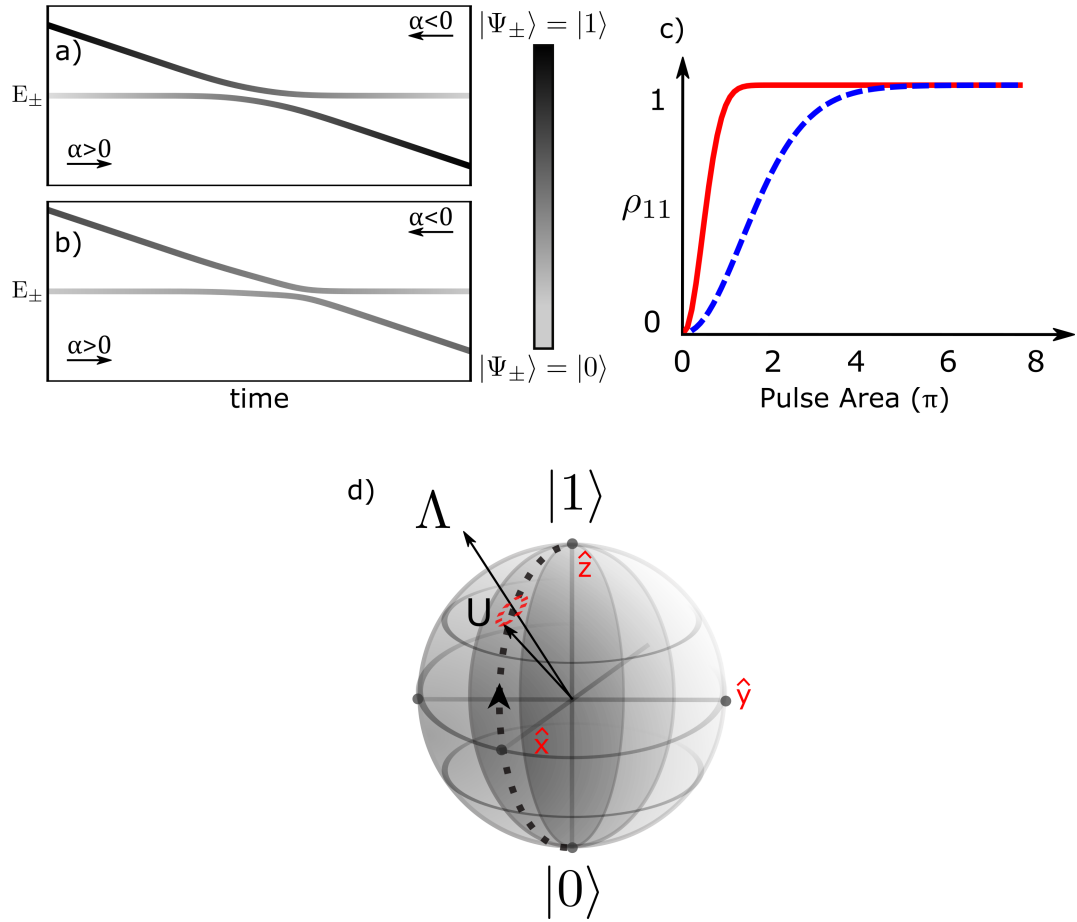 a)
α<0
E±
α>0
b)
α<0
E±
α>0
time
|Ψ±⟩ = |1⟩
|Ψ±⟩ = |0⟩
c)
1
ρ11
0
0 2 4 6 8
Pulse Area (π)
d)
|1⟩
Λ
ẑ
U
ŷ
x̂
|0⟩